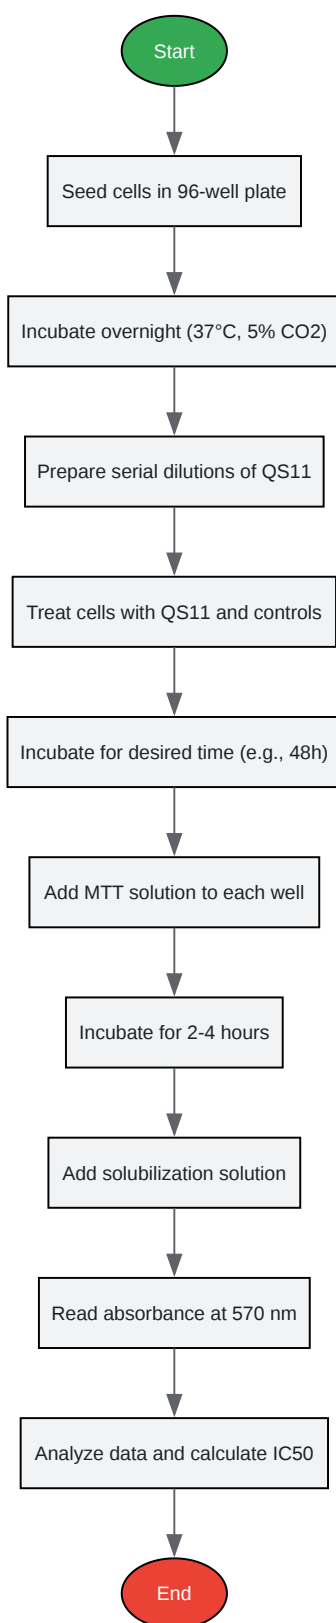 Start
Seed cells in 96-well plate
Incubate overnight (37°C, 5% CO2)
Prepare serial dilutions of QS11
Treat cells with QS11 and controls
Incubate for desired time (e.g., 48h)
Add MTT solution to each well
Incubate for 2-4 hours
Add solubilization solution
Read absorbance at 570 nm
Analyze data and calculate IC50
End